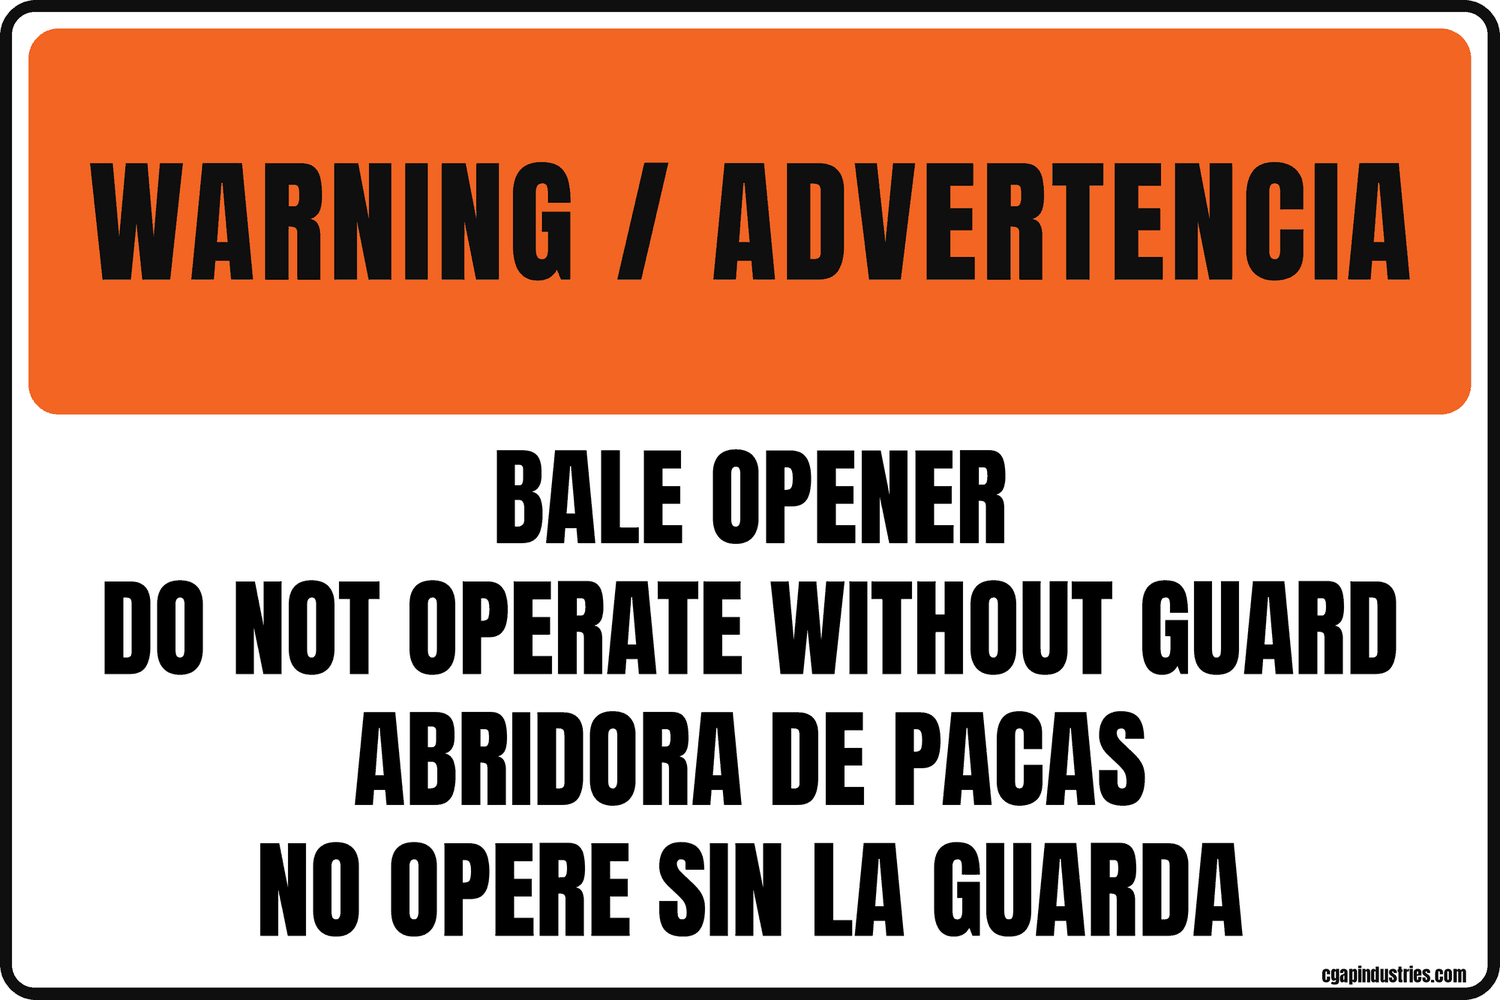 WARNING / ADVERTENCIA
BALE OPENER
DO NOT OPERATE WITHOUT GUARD
ABRIDORA DE PACAS
NO OPERE SIN LA GUARDA
cgapindustries.com